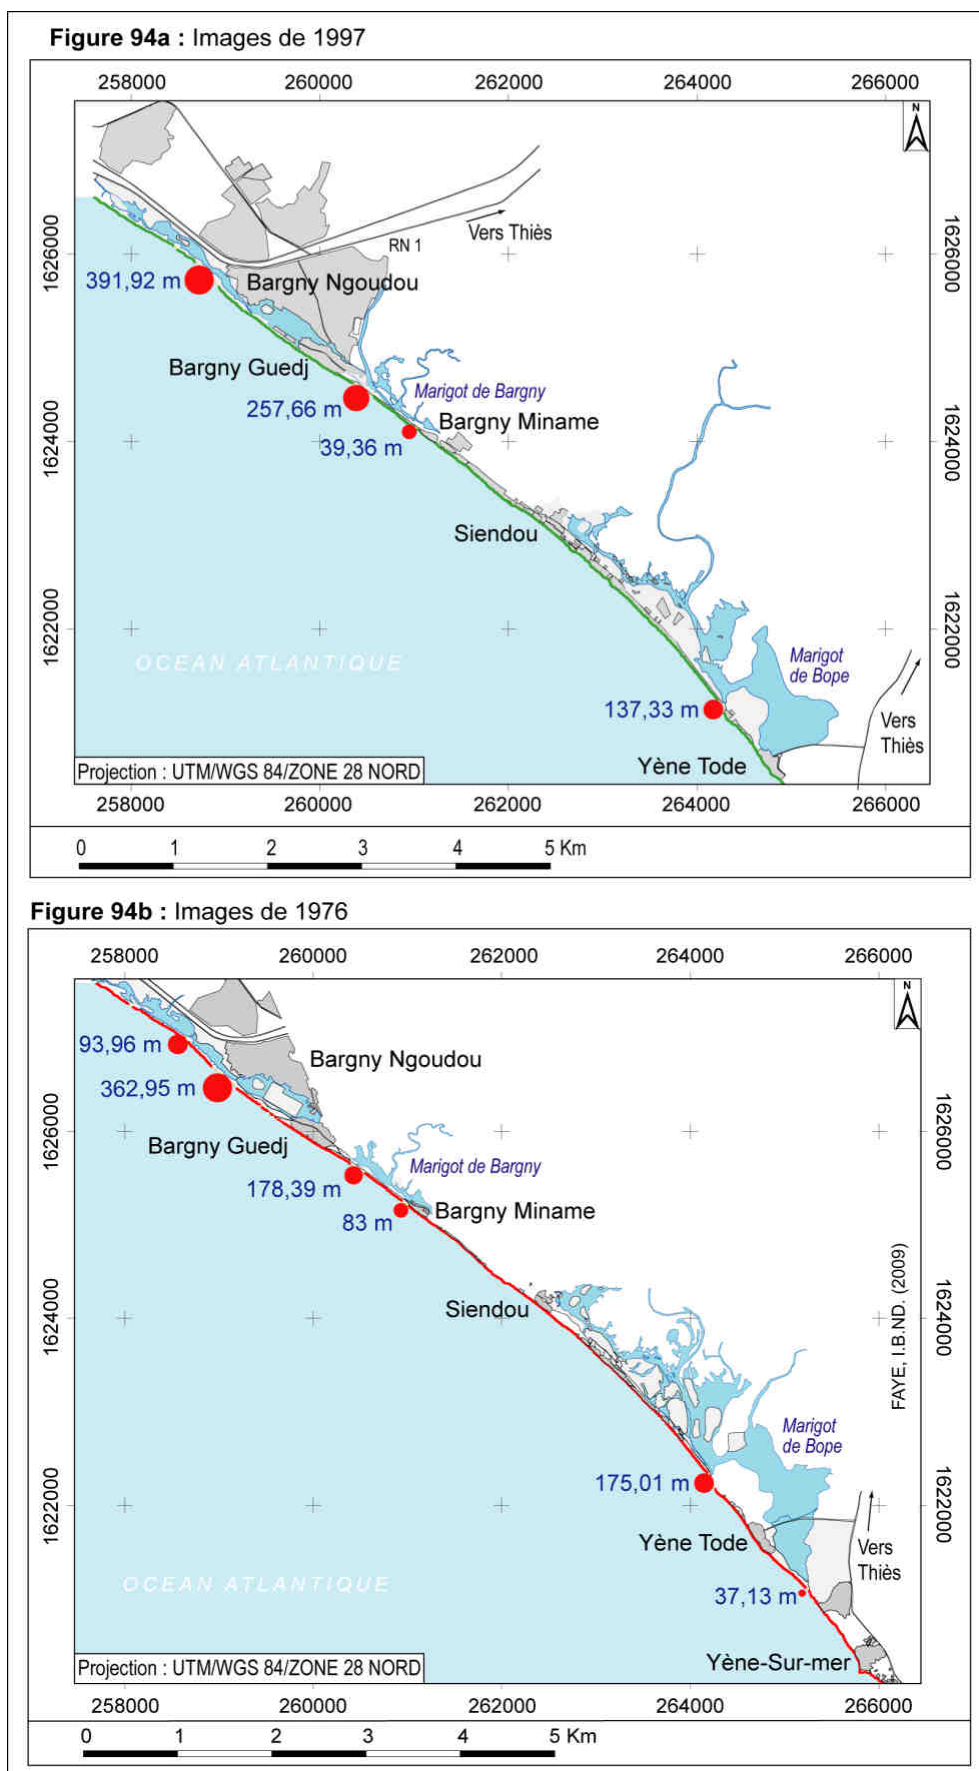 Figure 94a : Images de 1997
258000 260000 262000 264000 266000
N
1626000
1626000
Vers Thiès
RN 1
391,92 m
Bargny Ngoudou
Bargny Guedj
Marigot de Bargny
257,66 m
Bargny Miname
39,36 m
1624000
1624000
Siendou
1622000
1622000
OCEAN ATLANTIQUE
Marigot
de Bope
137,33 m
Vers
Thiès
Yène Tode
Projection : UTM/WGS 84/ZONE 28 NORD
258000 260000 262000 264000 266000
0 1 2 3 4 5 Km
Figure 94b : Images de 1976
258000 260000 262000 264000 266000
N
93,96 m
Bargny Ngoudou
362,95 m
1626000
1626000
Bargny Guedj
Marigot de Bargny
178,39 m
Bargny Miname
83 m
Siendou
1624000
1624000
FAYE, I.B.ND. (2009)
Marigot
de Bope
175,01 m
1622000
1622000
Yène Tode
Vers
Thiès
OCEAN ATLANTIQUE
37,13 m
Yène-Sur-mer
Projection : UTM/WGS 84/ZONE 28 NORD
258000 260000 262000 264000 266000
0 1 2 3 4 5 Km